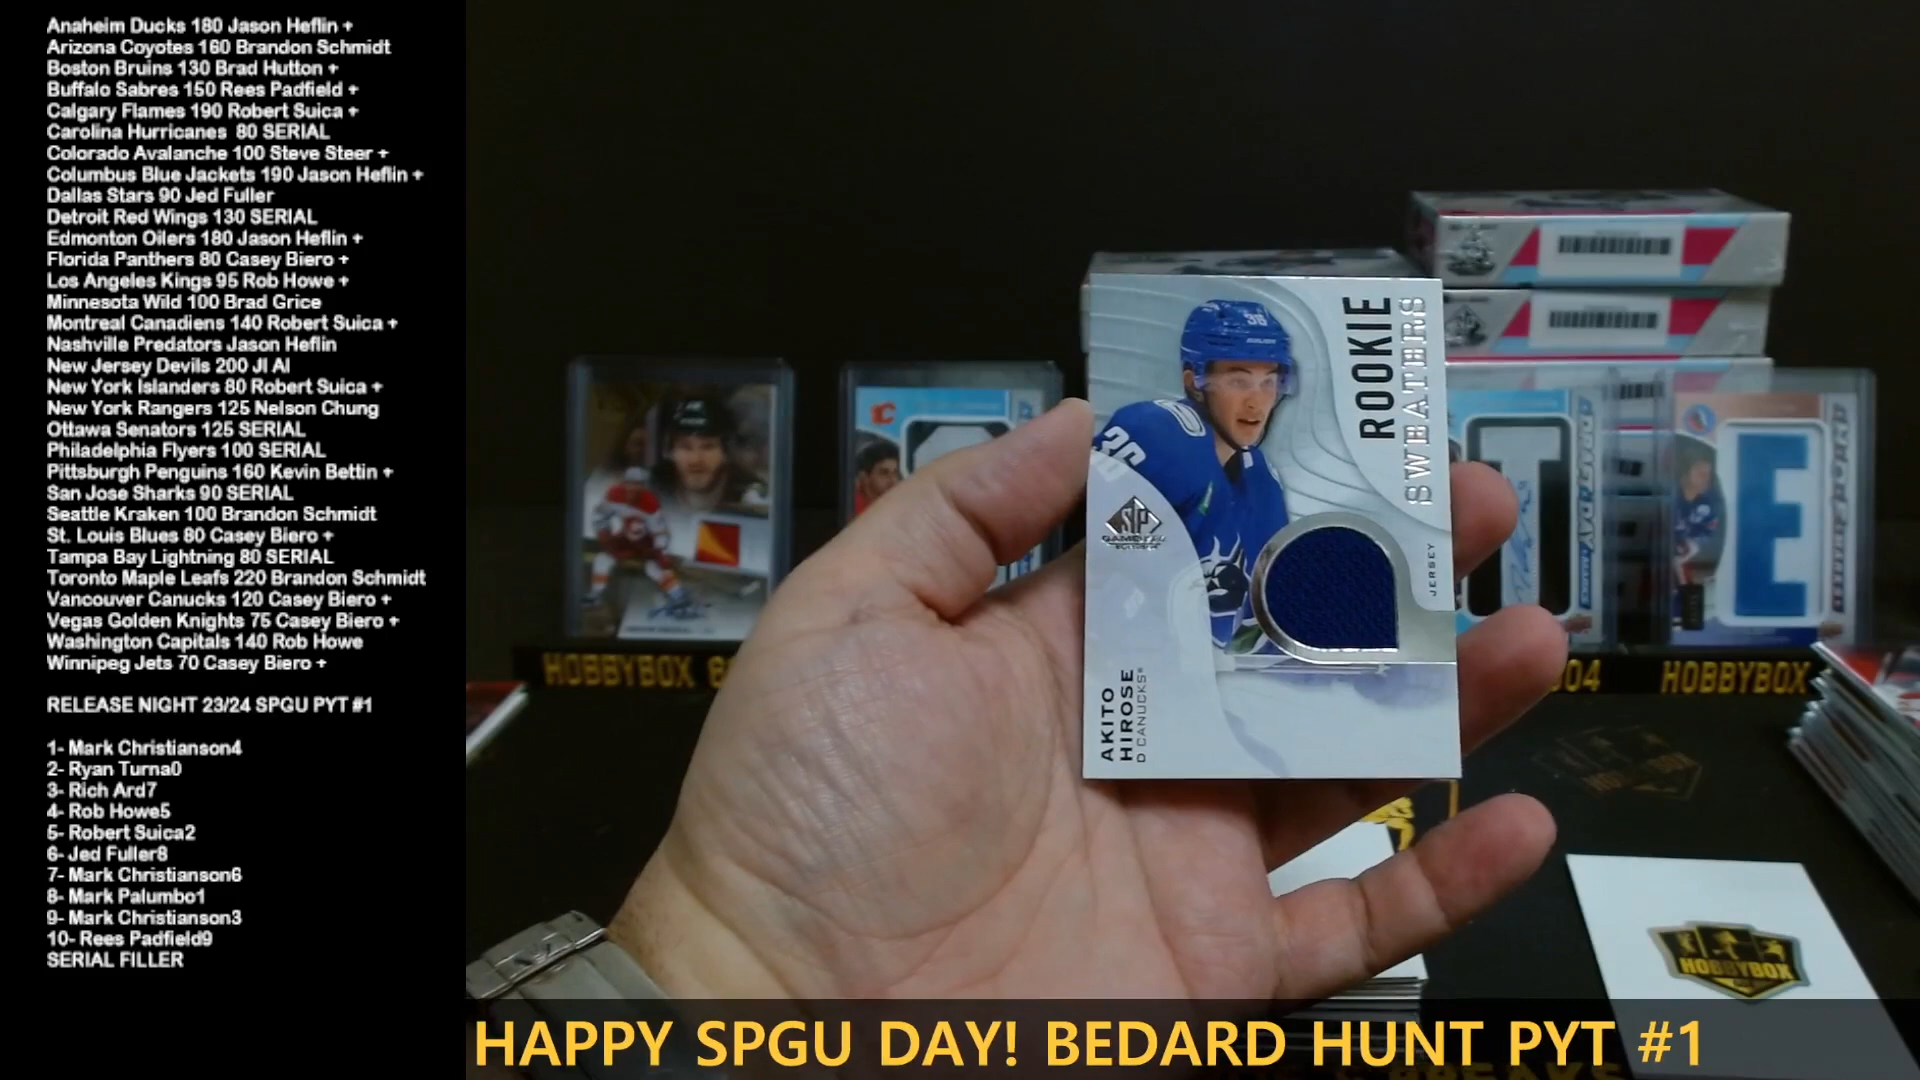 Anaheim Ducks 180 Jason Heflin +
Arizona Coyotes 160 Brandon Schmidt
Boston Bruins 130 Brad Hutton +
Buffalo Sabres 150 Rees Padfield +
Calgary Flames 190 Robert Suica +
Carolina Hurricanes 80 SERIAL
Colorado Avalanche 100 Steve Steer +
Columbus Blue Jackets 190 Jason Heflin +
Dallas Stars 90 Jed Fuller
Detroit Red Wings 130 SERIAL
Edmonton Oilers 180 Jason Heflin +
Florida Panthers 80 Casey Biero +
Los Angeles Kings 95 Rob Howe +
Minnesota Wild 100 Brad Grice
Montreal Canadiens 140 Robert Suica +
Nashville Predators Jason Heflin
New Jersey Devils 200 JI AI
New York Islanders 80 Robert Suica +
New York Rangers 125 Nelson Chung
Ottawa Senators 125 SERIAL
Philadelphia Flyers 100 SERIAL
Pittsburgh Penguins 160 Kevin Bettin +
San Jose Sharks 90 SERIAL
Seattle Kraken 100 Brandon Schmidt
St. Louis Blues 80 Casey Biero +
Tampa Bay Lightning 80 SERIAL
Toronto Maple Leafs 220 Brandon Schmidt
Vancouver Canucks 120 Casey Biero +
Vegas Golden Knights 75 Casey Biero +
Washington Capitals 140 Rob Howe
Winnipeg Jets 70 Casey Biero +
RELEASE NIGHT 23/24 SPGU PYT #1
1- Mark Christianson4
2- Ryan Turna0
3- Rich Ard7
4- Rob Howe5
5- Robert Suica2
6- Jed Fuller8
7- Mark Christianson6
8- Mark Palumbo1
9- Mark Christianson3
10- Rees Padfield9
SERIAL FILLER
ROOKIE
SWEATERS
JERSEY
36
36
SP
GAME USED
EDITION
AKITO
HIROSE
D CANUCKS
T
E
HOBBYBOX 8
04
HOBBYBOX
HOBBYBOX
HAPPY SPGU DAY! BEDARD HUNT PYT #1